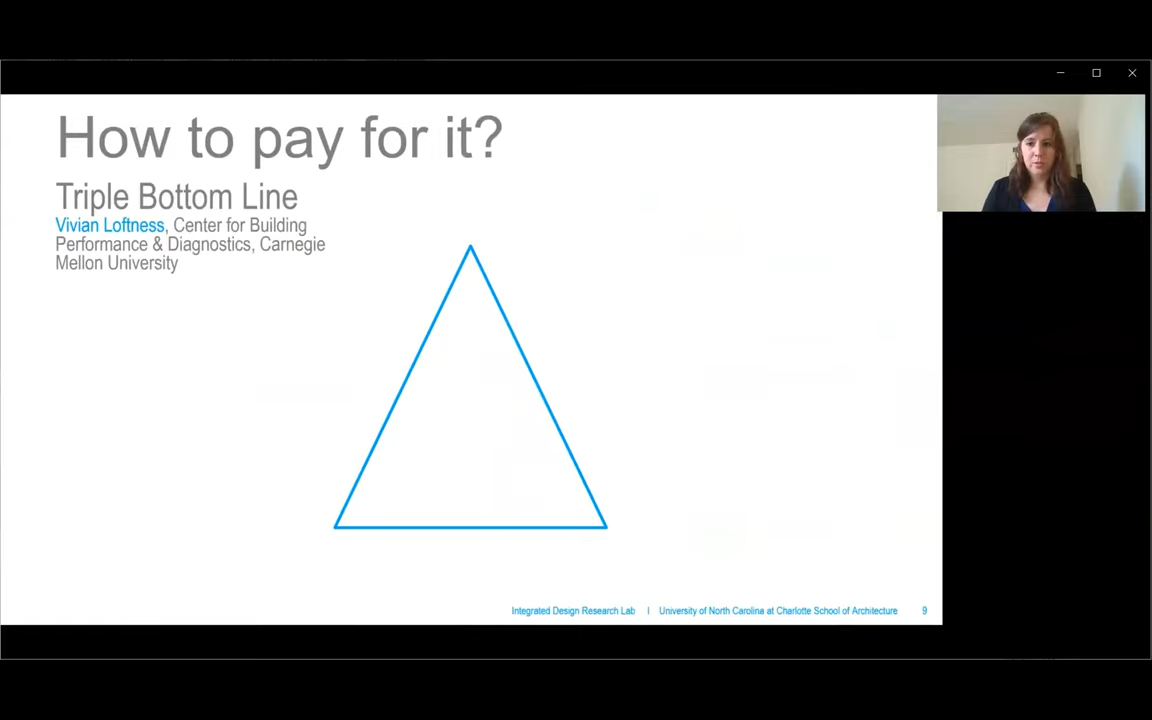 How to pay for it?
Triple Bottom Line
Vivian Loftness, Center for Building
Performance & Diagnostics, Carnegie
Mellon University
Integrated Design Research Lab | University of North Carolina at Charlotte School of Architecture 9